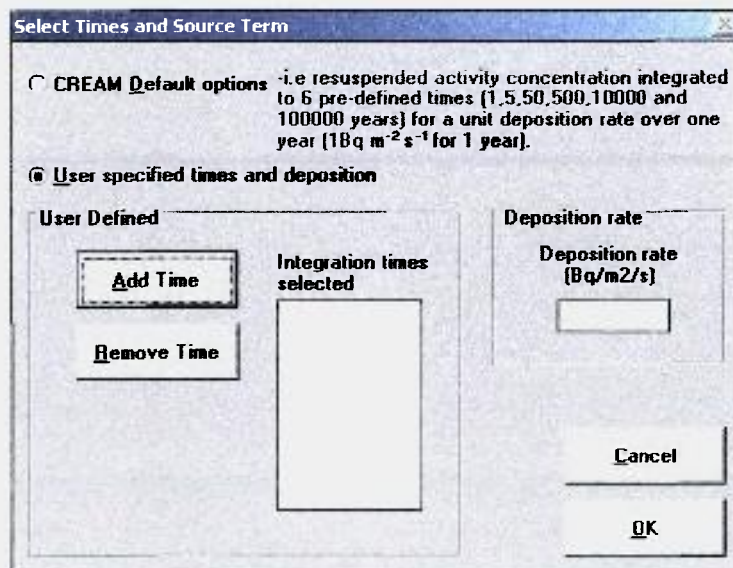 Select Times and Source Term
CREAM Default options
-i.e resuspended activity concentration integrated
to 6 pre-defined times (1,5,50,500,10000 and
100000 years) for a unit deposition rate over one
year (1Bq m⁻² s⁻¹ for 1 year).
User specified times and deposition
User Defined
Add Time
Remove Time
Integration times
selected
Deposition rate
Deposition rate
(Bq/m2/s)
Cancel
OK